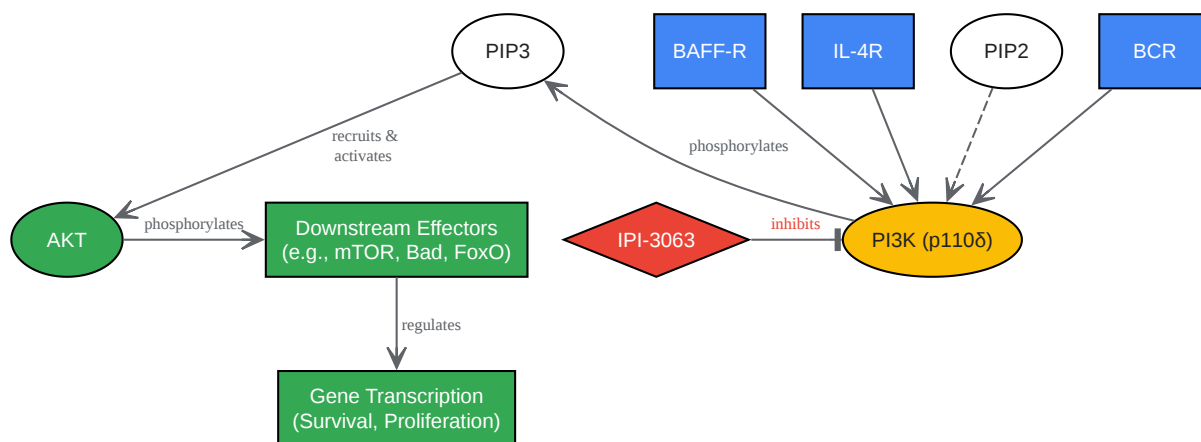 PIP3
BAFF-R
IL-4R
PIP2
BCR
recruits &
activates
phosphorylates
AKT
phosphorylates
Downstream Effectors
(e.g., mTOR, Bad, FoxO)
IPI-3063
inhibits
PI3K (p110δ)
regulates
Gene Transcription
(Survival, Proliferation)